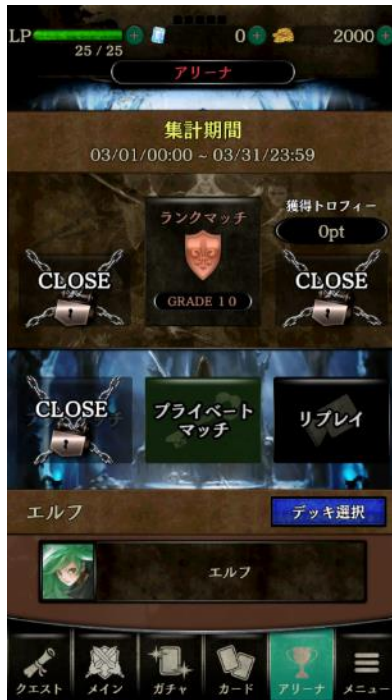 LP
25 / 25
0
2000
アリーナ
集計期間
03/01/00:00 ~ 03/31/23:59
ランクマッチ
GRADE 10
獲得トロフィー
0pt
CLOSE
CLOSE
CLOSE
プライベート
マッチ
リプレイ
エルフ
デッキ選択
エルフ
クエスト
メイン
ガチャ
カード
アリーナ
メニュー